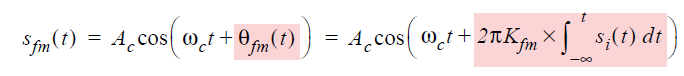 s_fm(t) = A_c cos( ω_c t + θ_fm(t) ) = A_c cos( ω_c t + 2πK_fm × ∫_{-∞}^{t} s_i(t) dt )